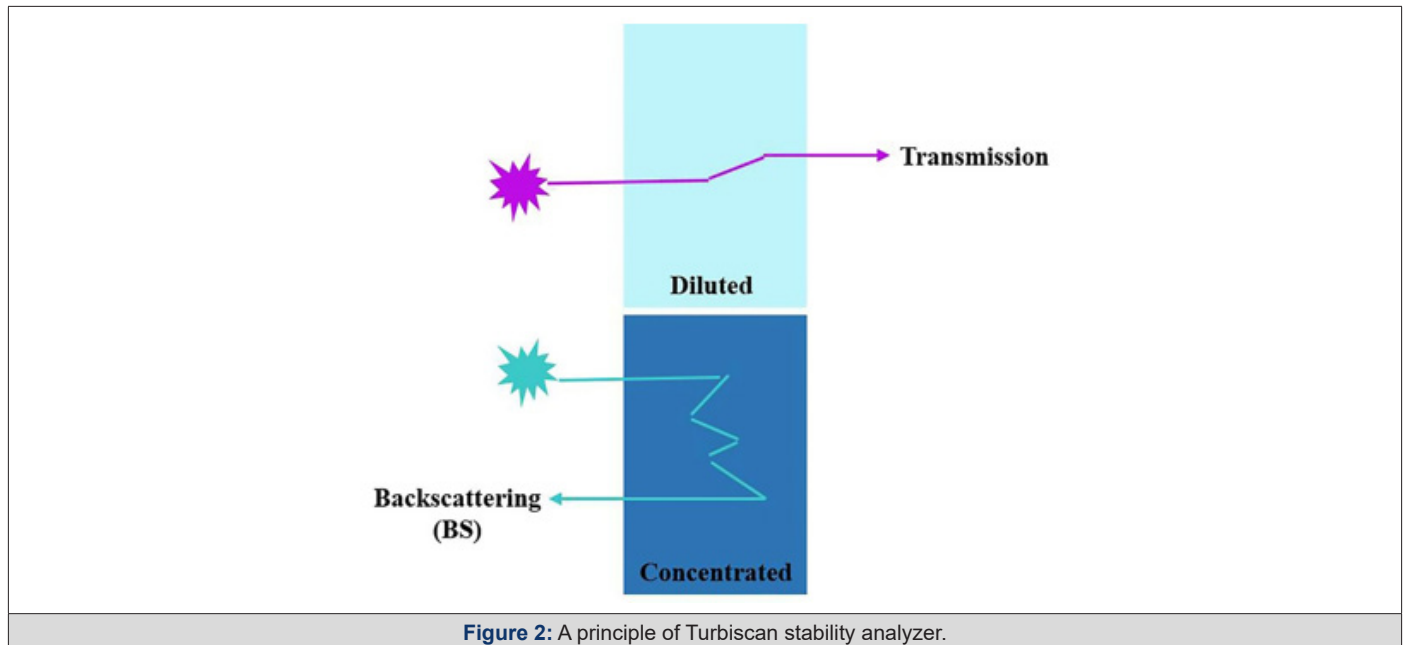 Transmission
Diluted
Backscattering
(BS)
Concentrated
Figure 2: A principle of Turbiscan stability analyzer.